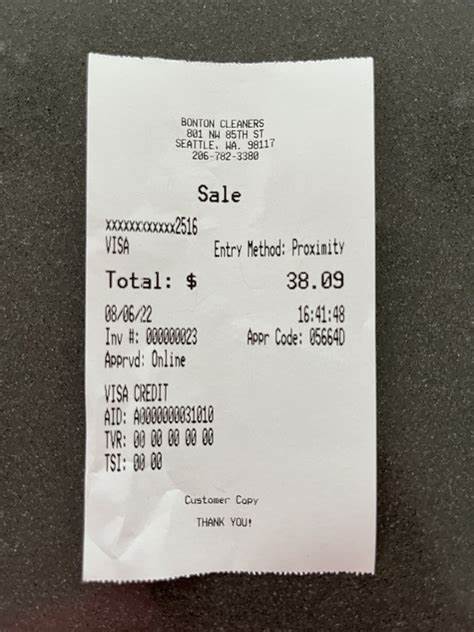 BONTON CLEANERS
801 NW 85TH ST
SEATTLE, WA. 98117
206-782-3380
Sale
xxxxxxxxxxxx2516
VISA Entry Method: Proximity
Total: $ 38.09
08/06/22 16:41:48
Inv #: 000000023 Appr Code: 05664D
Apprvd: Online
VISA CREDIT
AID: A0000000031010
TVR: 00 00 00 00 00
TSI: 00 00
Customer Copy
THANK YOU!